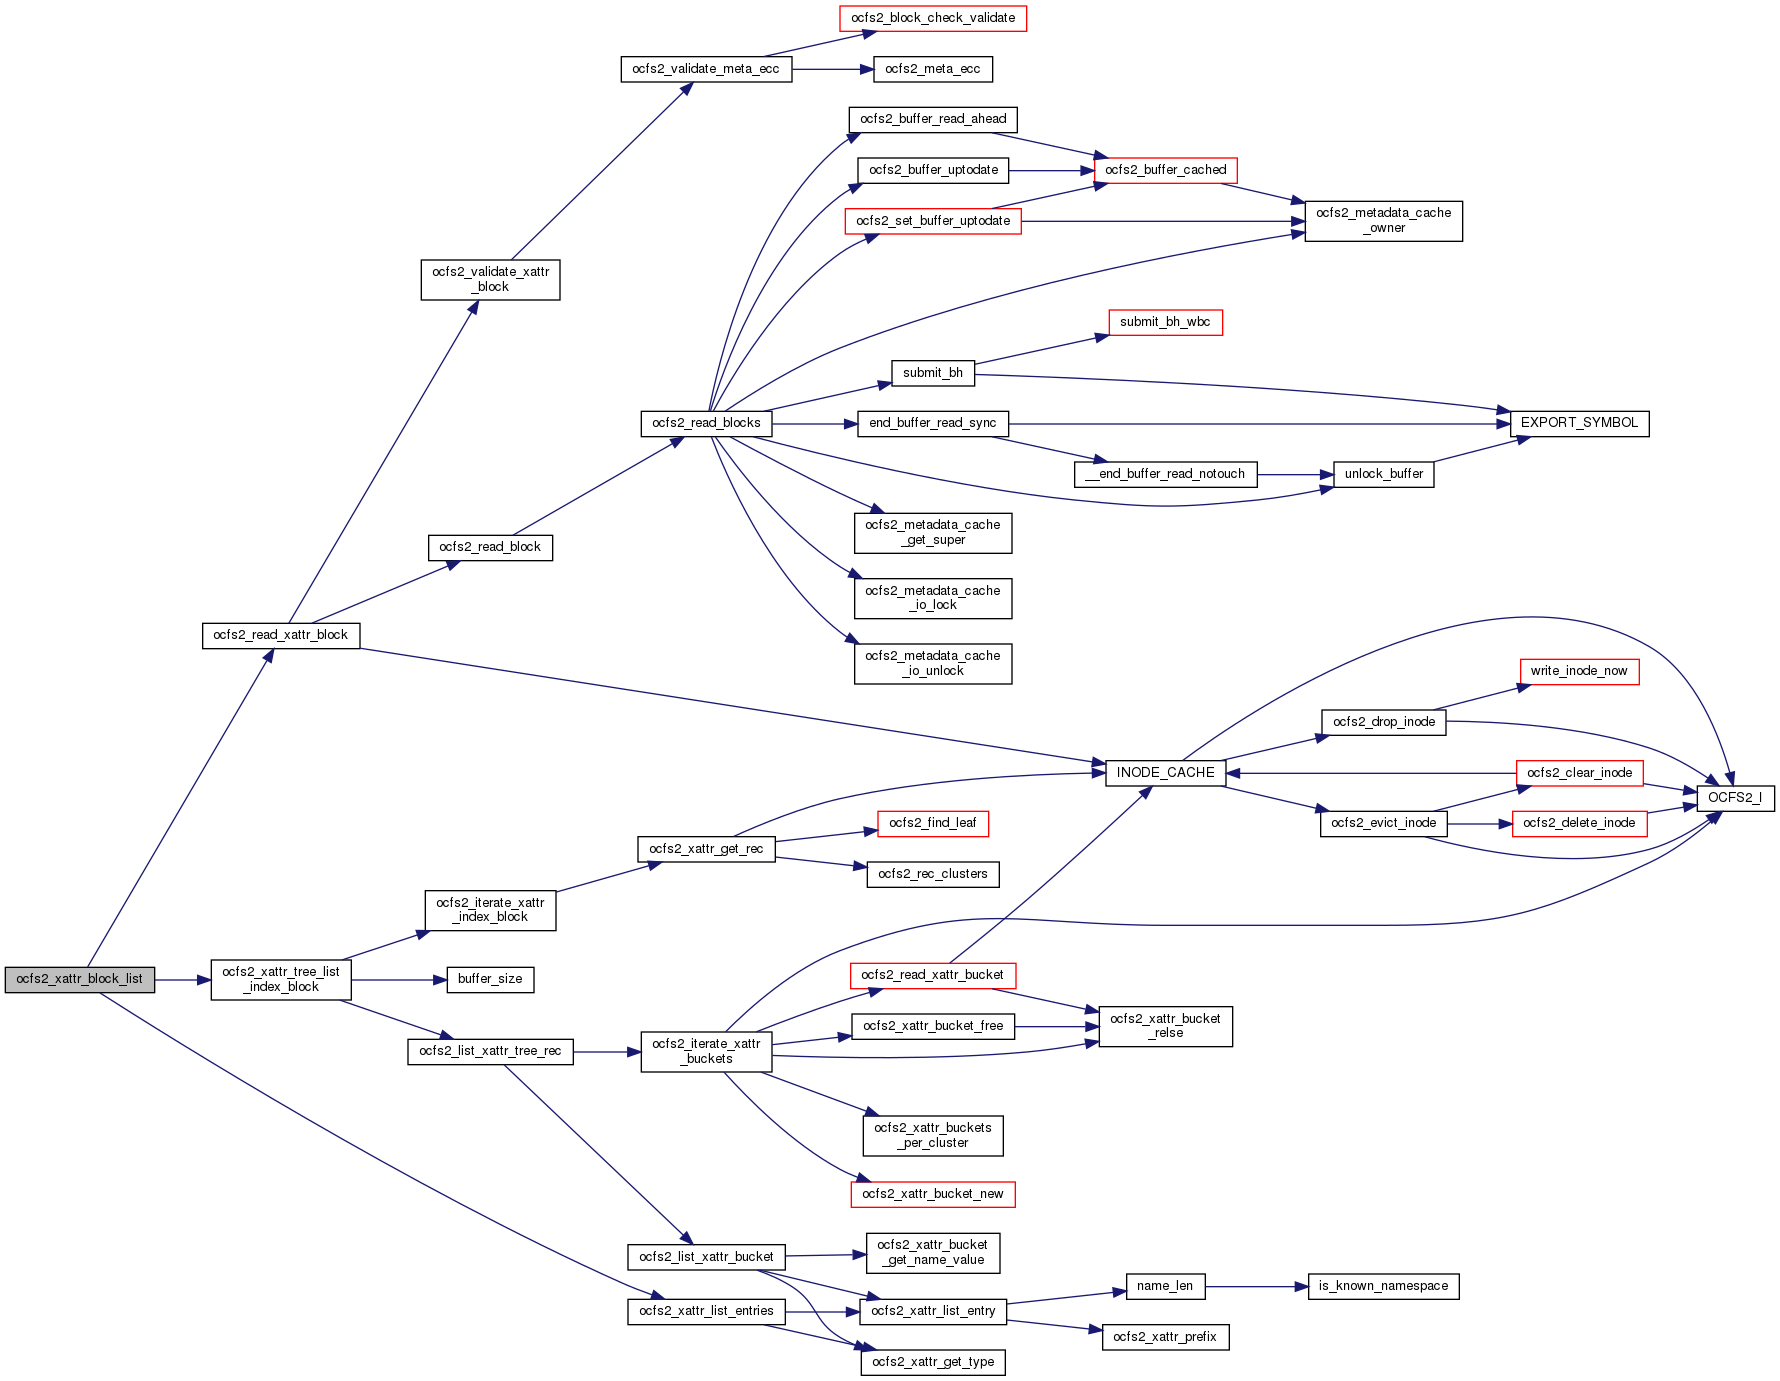 ocfs2_block_check_validate
ocfs2_validate_meta_ecc
ocfs2_meta_ecc
ocfs2_buffer_read_ahead
ocfs2_buffer_uptodate
ocfs2_buffer_cached
ocfs2_set_buffer_uptodate
ocfs2_metadata_cache
_owner
ocfs2_validate_xattr
_block
submit_bh_wbc
submit_bh
ocfs2_read_blocks
end_buffer_read_sync
EXPORT_SYMBOL
__end_buffer_read_notouch
unlock_buffer
ocfs2_metadata_cache
_get_super
ocfs2_read_block
ocfs2_metadata_cache
_io_lock
ocfs2_read_xattr_block
ocfs2_metadata_cache
_io_unlock
write_inode_now
ocfs2_drop_inode
INODE_CACHE
ocfs2_clear_inode
OCFS2_I
ocfs2_evict_inode
ocfs2_delete_inode
ocfs2_find_leaf
ocfs2_xattr_get_rec
ocfs2_rec_clusters
ocfs2_iterate_xattr
_index_block
ocfs2_xattr_block_list
ocfs2_xattr_tree_list
_index_block
buffer_size
ocfs2_read_xattr_bucket
ocfs2_xattr_bucket_free
ocfs2_xattr_bucket
_relse
ocfs2_list_xattr_tree_rec
ocfs2_iterate_xattr
_buckets
ocfs2_xattr_buckets
_per_cluster
ocfs2_xattr_bucket_new
ocfs2_list_xattr_bucket
ocfs2_xattr_bucket
_get_name_value
name_len
is_known_namespace
ocfs2_xattr_list_entries
ocfs2_xattr_list_entry
ocfs2_xattr_prefix
ocfs2_xattr_get_type